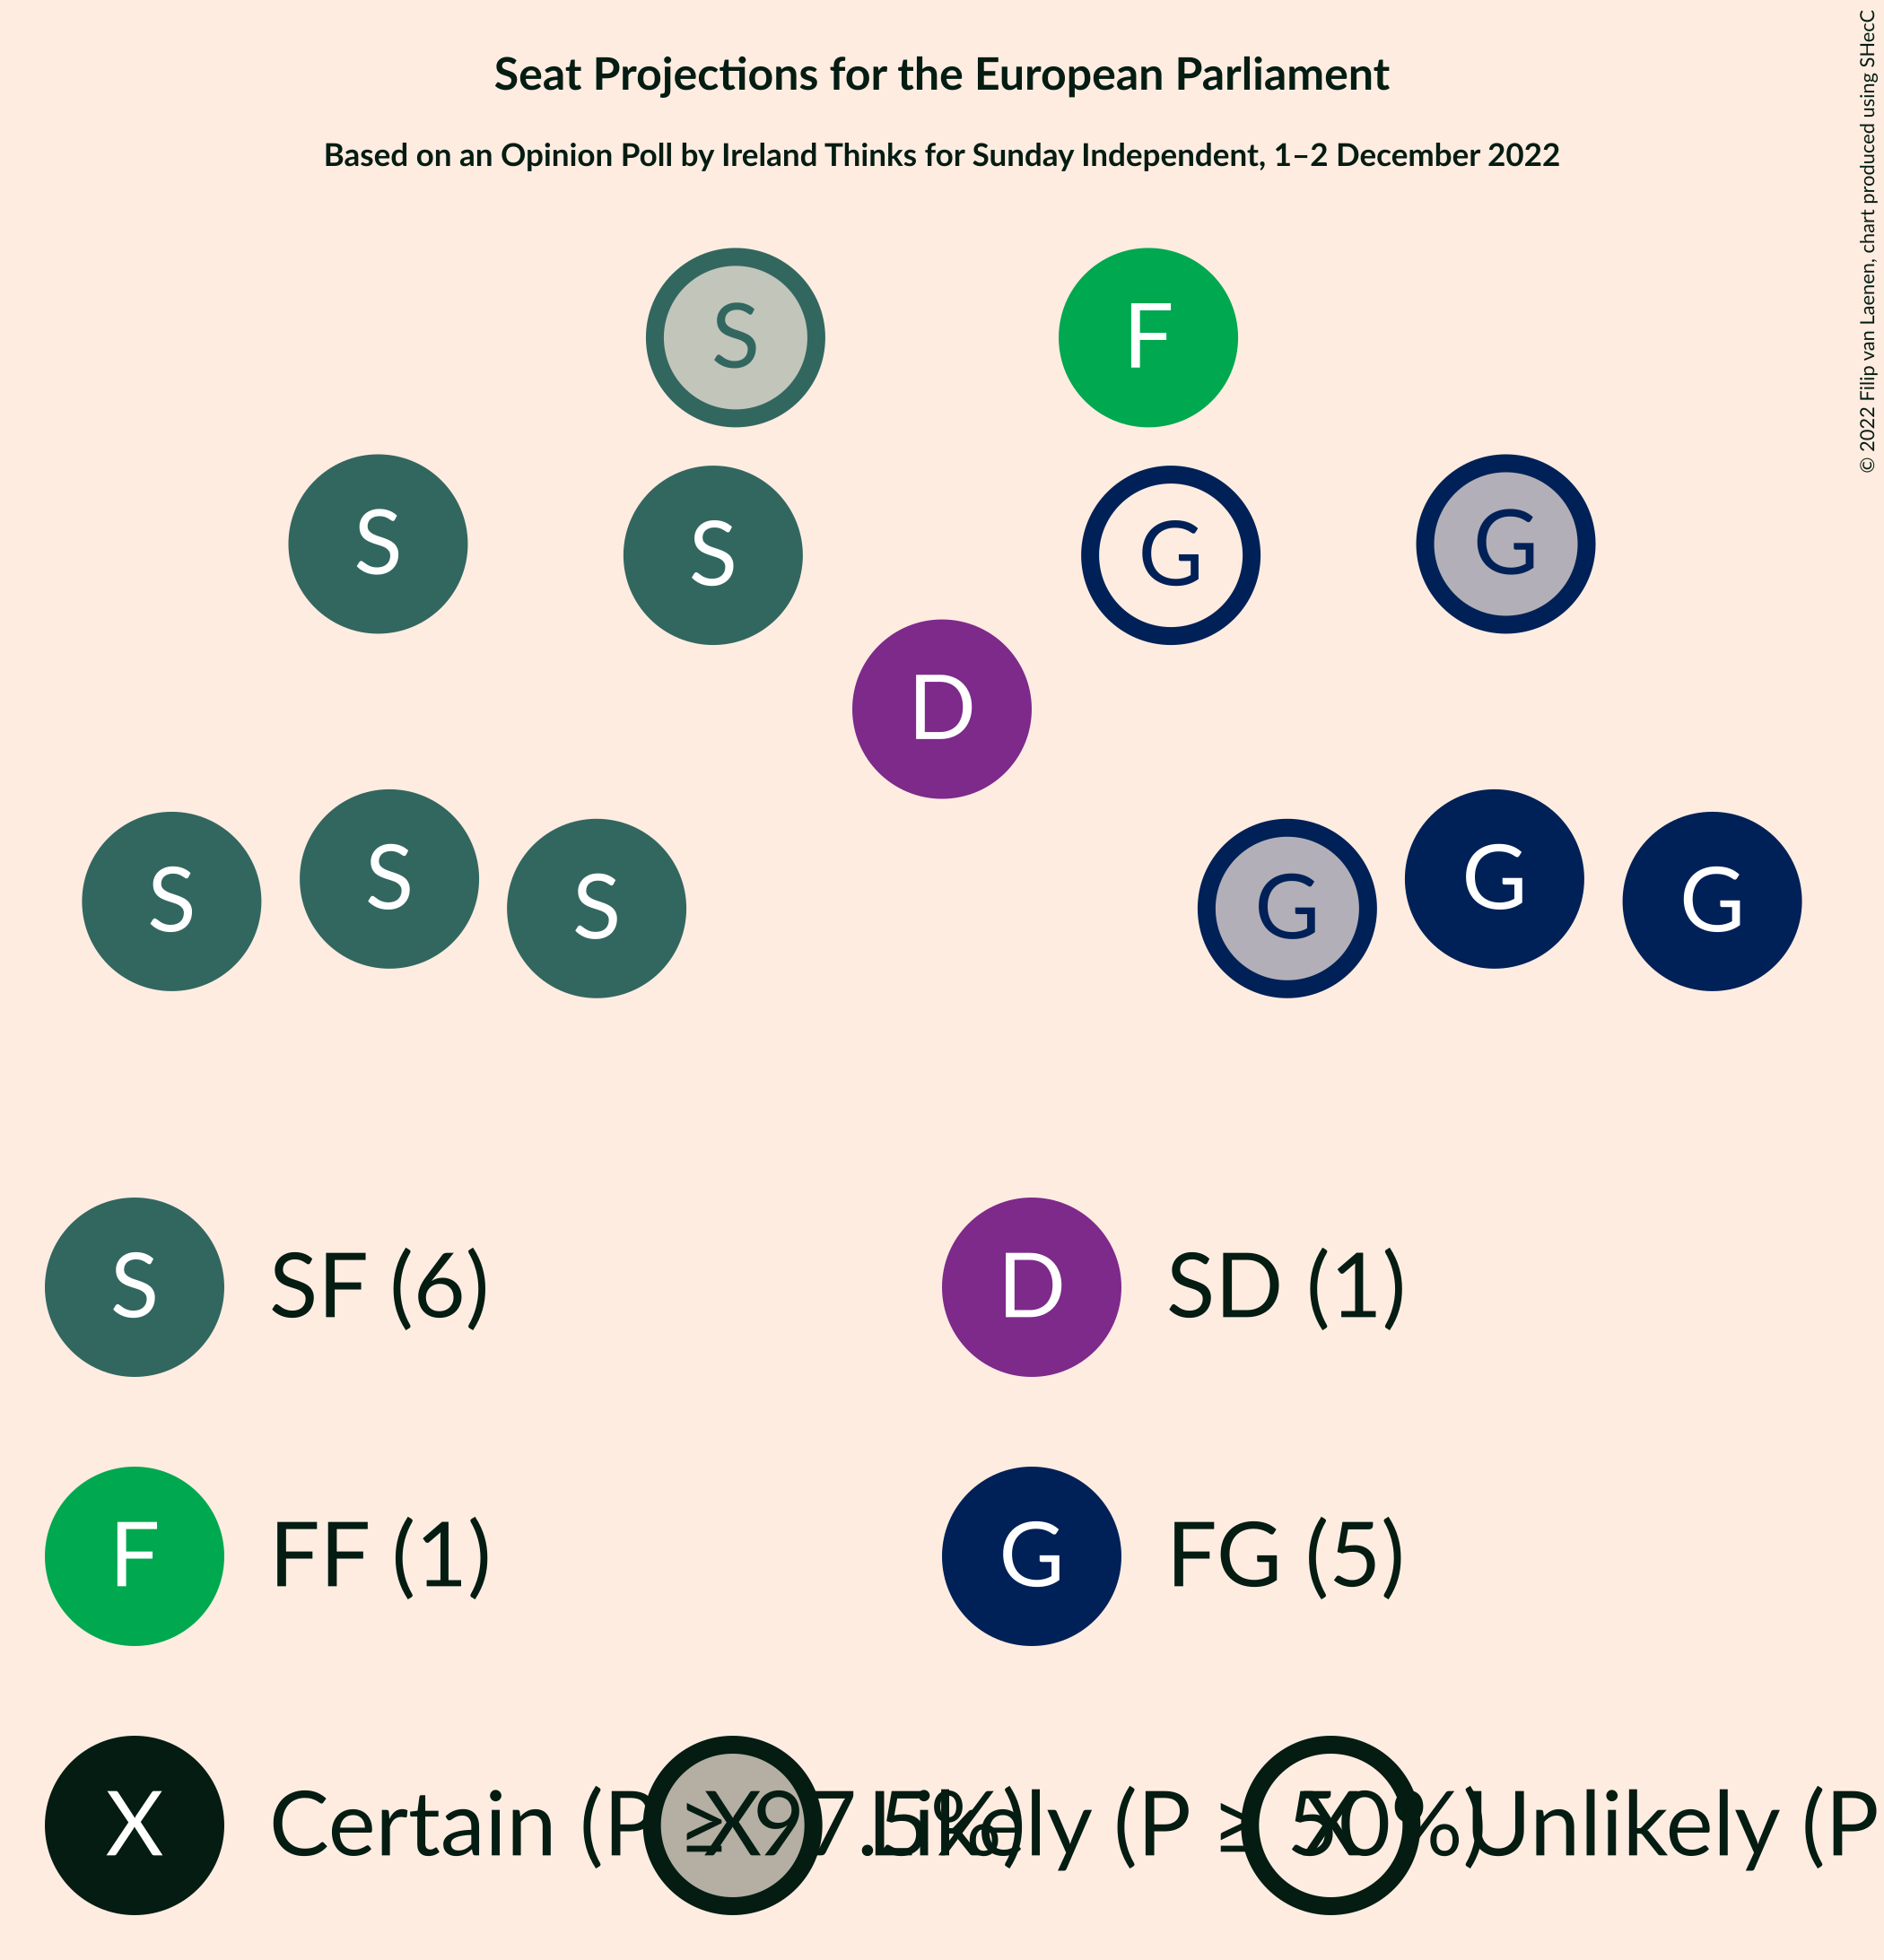 Seat Projections for the European Parliament
Based on an Opinion Poll by Ireland Thinks for Sunday Independent, 1–2 December 2022
© 2022 Filip van Laenen, chart produced using SHecC
S F
S S G G
D
S S S G G G
S SF (6) D SD (1)
F FF (1) G FG (5)
X Certain (P ≥ 97.5%) X Likely (P ≥ 50%) X Unlikely (P